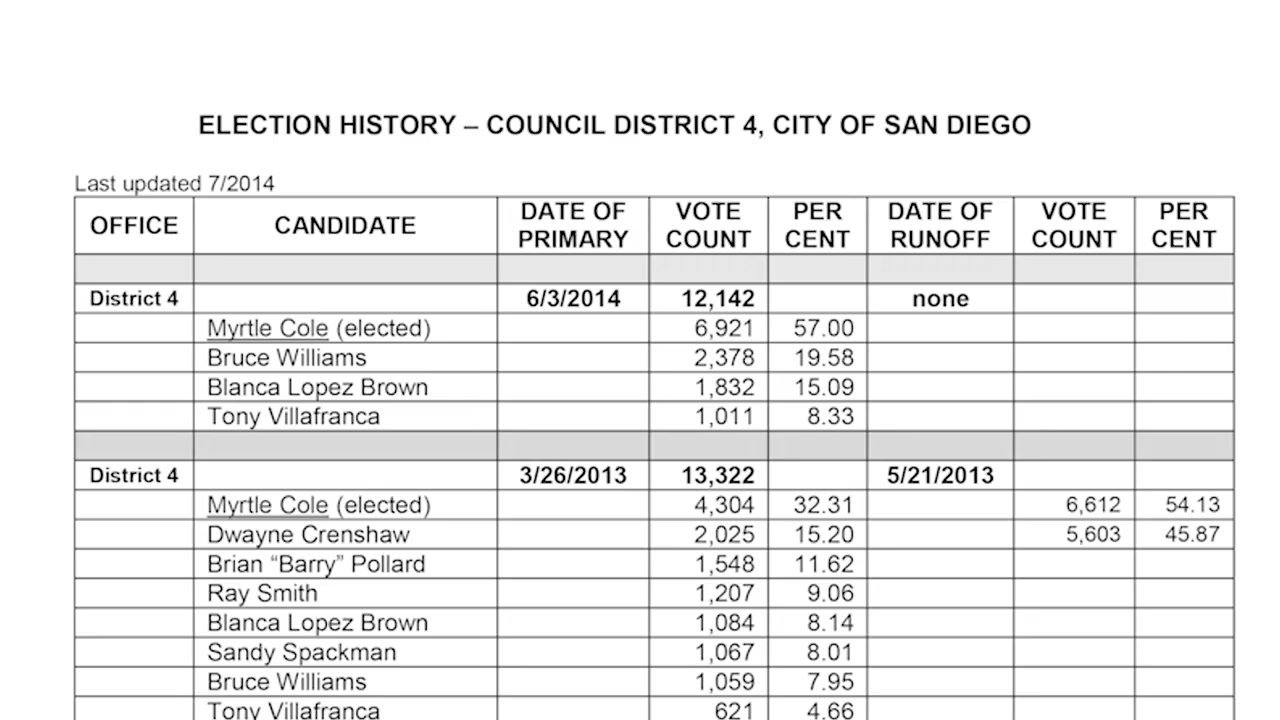 ELECTION HISTORY – COUNCIL DISTRICT 4, CITY OF SAN DIEGO
Last updated 7/2014
OFFICE CANDIDATE DATE OF PRIMARY VOTE COUNT PER CENT DATE OF RUNOFF VOTE COUNT PER CENT
District 4 6/3/2014 12,142 none
Myrtle Cole (elected) 6,921 57.00
Bruce Williams 2,378 19.58
Blanca Lopez Brown 1,832 15.09
Tony Villafranca 1,011 8.33
District 4 3/26/2013 13,322 5/21/2013
Myrtle Cole (elected) 4,304 32.31 6,612 54.13
Dwayne Crenshaw 2,025 15.20 5,603 45.87
Brian “Barry” Pollard 1,548 11.62
Ray Smith 1,207 9.06
Blanca Lopez Brown 1,084 8.14
Sandy Spackman 1,067 8.01
Bruce Williams 1,059 7.95
Tony Villafranca 621 4.66